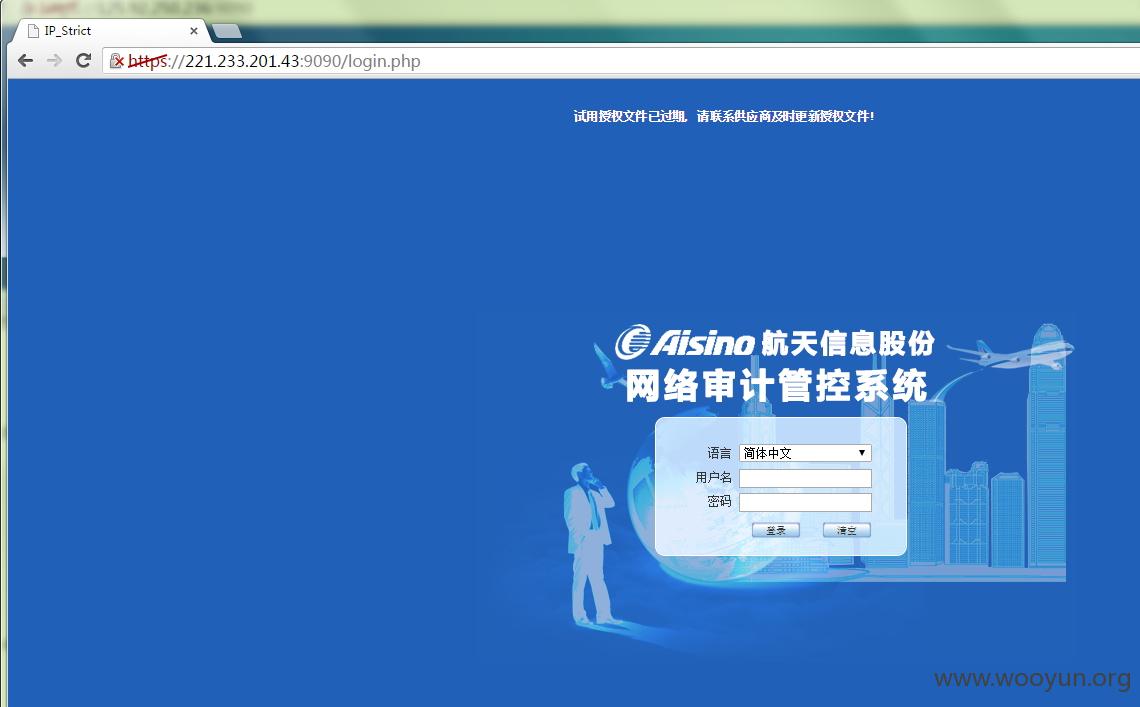 IP_Strict
https://221.233.201.43:9090/login.php
试用授权文件已过期，请联系供应商及时更新授权文件!
Aisino 航天信息股份
网络审计管控系统
语言 简体中文
用户名
密码
登录 清空
www.wooyun.org